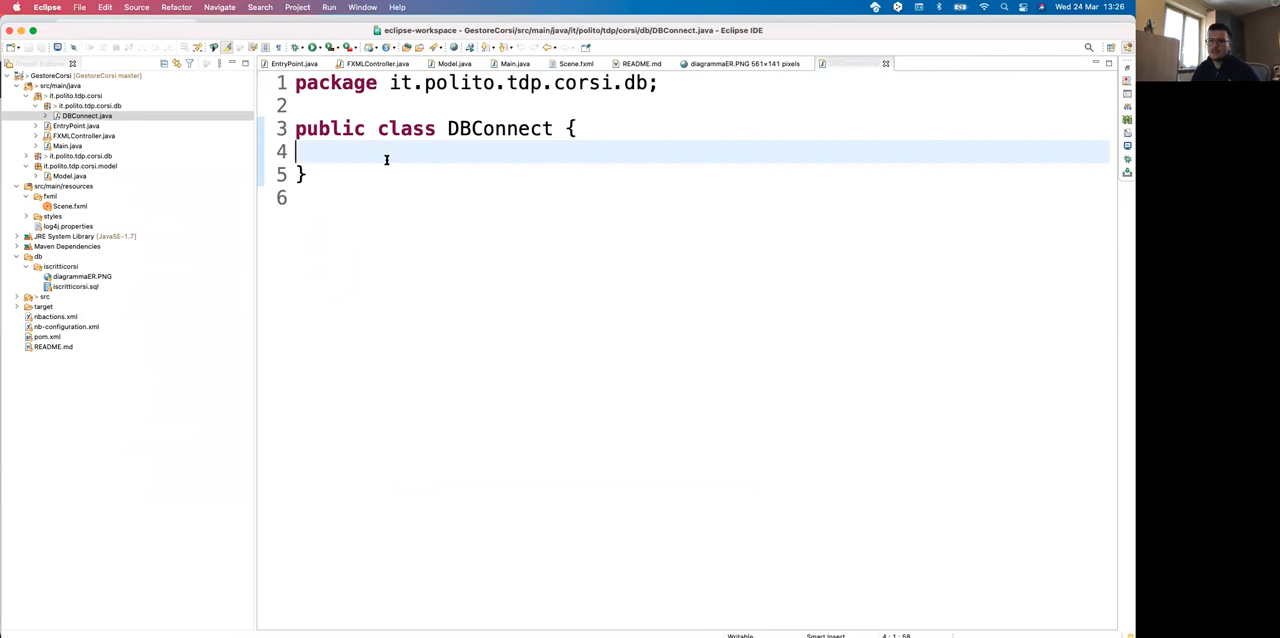 Eclipse File Edit Source Refactor Navigate Search Project Run Window Help Wed 24 Mar 13:26
eclipse-workspace - GestoreCorsi/src/main/java/it/polito/tdp/corsi/db/DBConnect.java - Eclipse IDE
EntryPoint.java FXMLController.java Model.java Main.java Scene.fxml README.md diagrammaER.PNG 561×141 pixels
> GestoreCorsi [GestoreCorsi master]
> src/main/java
> it.polito.tdp.corsi
> it.polito.tdp.corsi.db
DBConnect.java
EntryPoint.java
FXMLController.java
Main.java
it.polito.tdp.corsi.db
it.polito.tdp.corsi.model
Model.java
src/main/resources
fxml
Scene.fxml
styles
log4j.properties
JRE System Library [JavaSE-1.7]
Maven Dependencies
db
iscritticorsi
diagrammaER.PNG
iscritticorsi.sql
> src
target
nbactions.xml
nb-configuration.xml
pom.xml
README.md
1 package it.polito.tdp.corsi.db;
2
3 public class DBConnect {
4
5 }
6
Writable Smart Insert 4 : 1 : 58